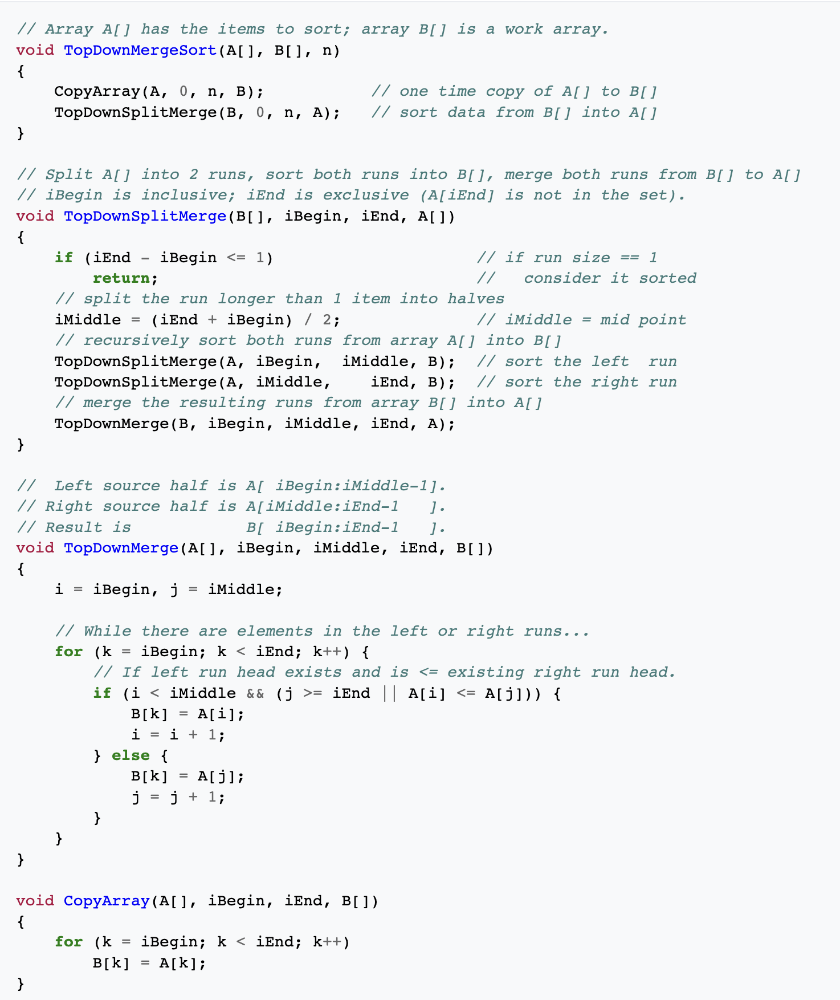 // Array A[] has the items to sort; array B[] is a work array.
void TopDownMergeSort(A[], B[], n)
{
    CopyArray(A, 0, n, B);           // one time copy of A[] to B[]
    TopDownSplitMerge(B, 0, n, A);   // sort data from B[] into A[]
}

// Split A[] into 2 runs, sort both runs into B[], merge both runs from B[] to A[]
// iBegin is inclusive; iEnd is exclusive (A[iEnd] is not in the set).
void TopDownSplitMerge(B[], iBegin, iEnd, A[])
{
    if (iEnd - iBegin <= 1)                     // if run size == 1
        return;                                 //   consider it sorted
    // split the run longer than 1 item into halves
    iMiddle = (iEnd + iBegin) / 2;              // iMiddle = mid point
    // recursively sort both runs from array A[] into B[]
    TopDownSplitMerge(A, iBegin,  iMiddle, B);  // sort the left  run
    TopDownSplitMerge(A, iMiddle,    iEnd, B);  // sort the right run
    // merge the resulting runs from array B[] into A[]
    TopDownMerge(B, iBegin, iMiddle, iEnd, A);
}

//  Left source half is A[ iBegin:iMiddle-1].
// Right source half is A[iMiddle:iEnd-1   ].
// Result is            B[ iBegin:iEnd-1   ].
void TopDownMerge(A[], iBegin, iMiddle, iEnd, B[])
{
    i = iBegin, j = iMiddle;

    // While there are elements in the left or right runs...
    for (k = iBegin; k < iEnd; k++) {
        // If left run head exists and is <= existing right run head.
        if (i < iMiddle && (j >= iEnd || A[i] <= A[j])) {
            B[k] = A[i];
            i = i + 1;
        } else {
            B[k] = A[j];
            j = j + 1;
        }
    }
}

void CopyArray(A[], iBegin, iEnd, B[])
{
    for (k = iBegin; k < iEnd; k++)
        B[k] = A[k];
}